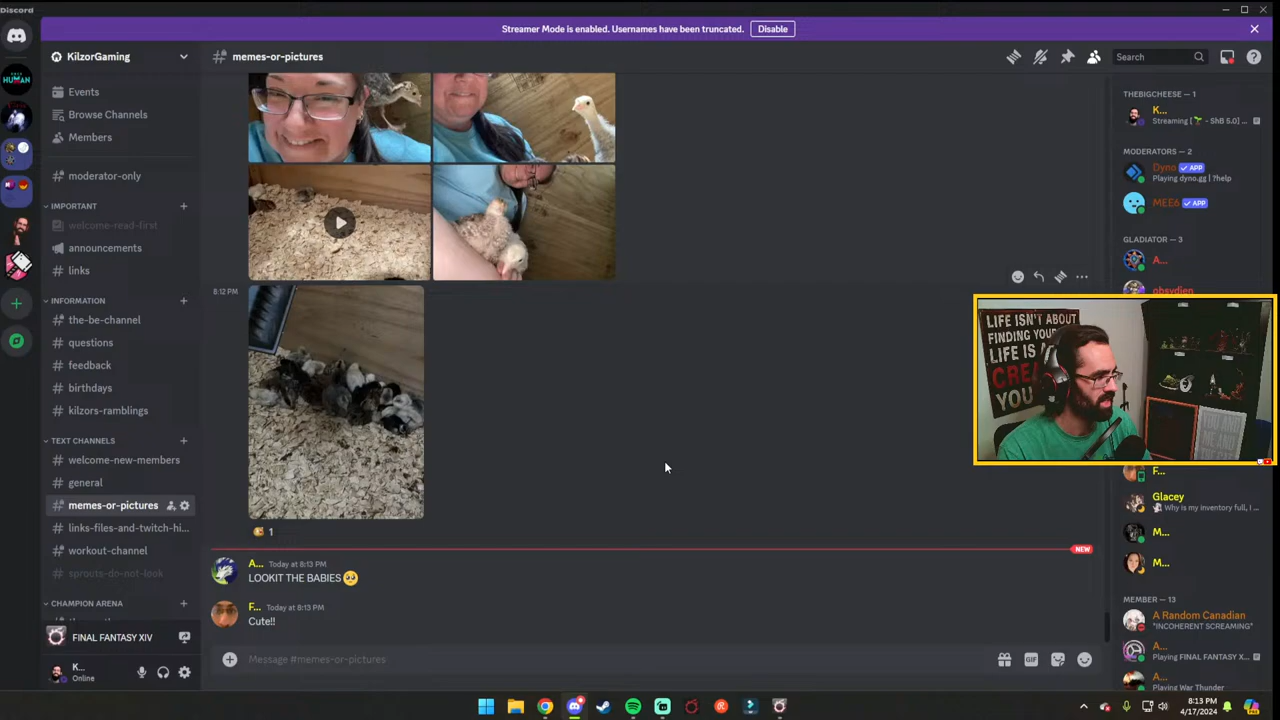 Discord
Streamer Mode is enabled. Usernames have been truncated.
Disable
KilzorGaming
memes-or-pictures
Search
Events
Browse Channels
Members
moderator-only
IMPORTANT
welcome-read-first
announcements
links
INFORMATION
the-be-channel
questions
feedback
birthdays
kilzors-ramblings
TEXT CHANNELS
welcome-new-members
general
memes-or-pictures
links-files-and-twitch-hi...
workout-channel
sprouts-do-not-look
CHAMPION ARENA
FINAL FANTASY XIV
K...
Online
8:12 PM
1
NEW
A... Today at 8:13 PM
LOOKIT THE BABIES 🥺
F... Today at 8:13 PM
Cute!!
Message #memes-or-pictures
GIF
THEBIGCHEESE — 1
K...
Streaming [🌱 - ShB 5.0] ...
MODERATORS — 2
Dyno ✓ APP
Playing dyno.gg | ?help
MEE6 ✓ APP
GLADIATOR — 3
A...
obsydien
LIFE ISN'T ABOUT
FINDING
LIFE IS
CREA
YOU
F...
Glacey
Why is my inventory full, I ...
M...
M...
MEMBER — 13
A Random Canadian
*INCOHERENT SCREAMING*
A...
Playing FINAL FANTASY X...
A...
Playing War Thunder
8:13 PM
4/17/2024